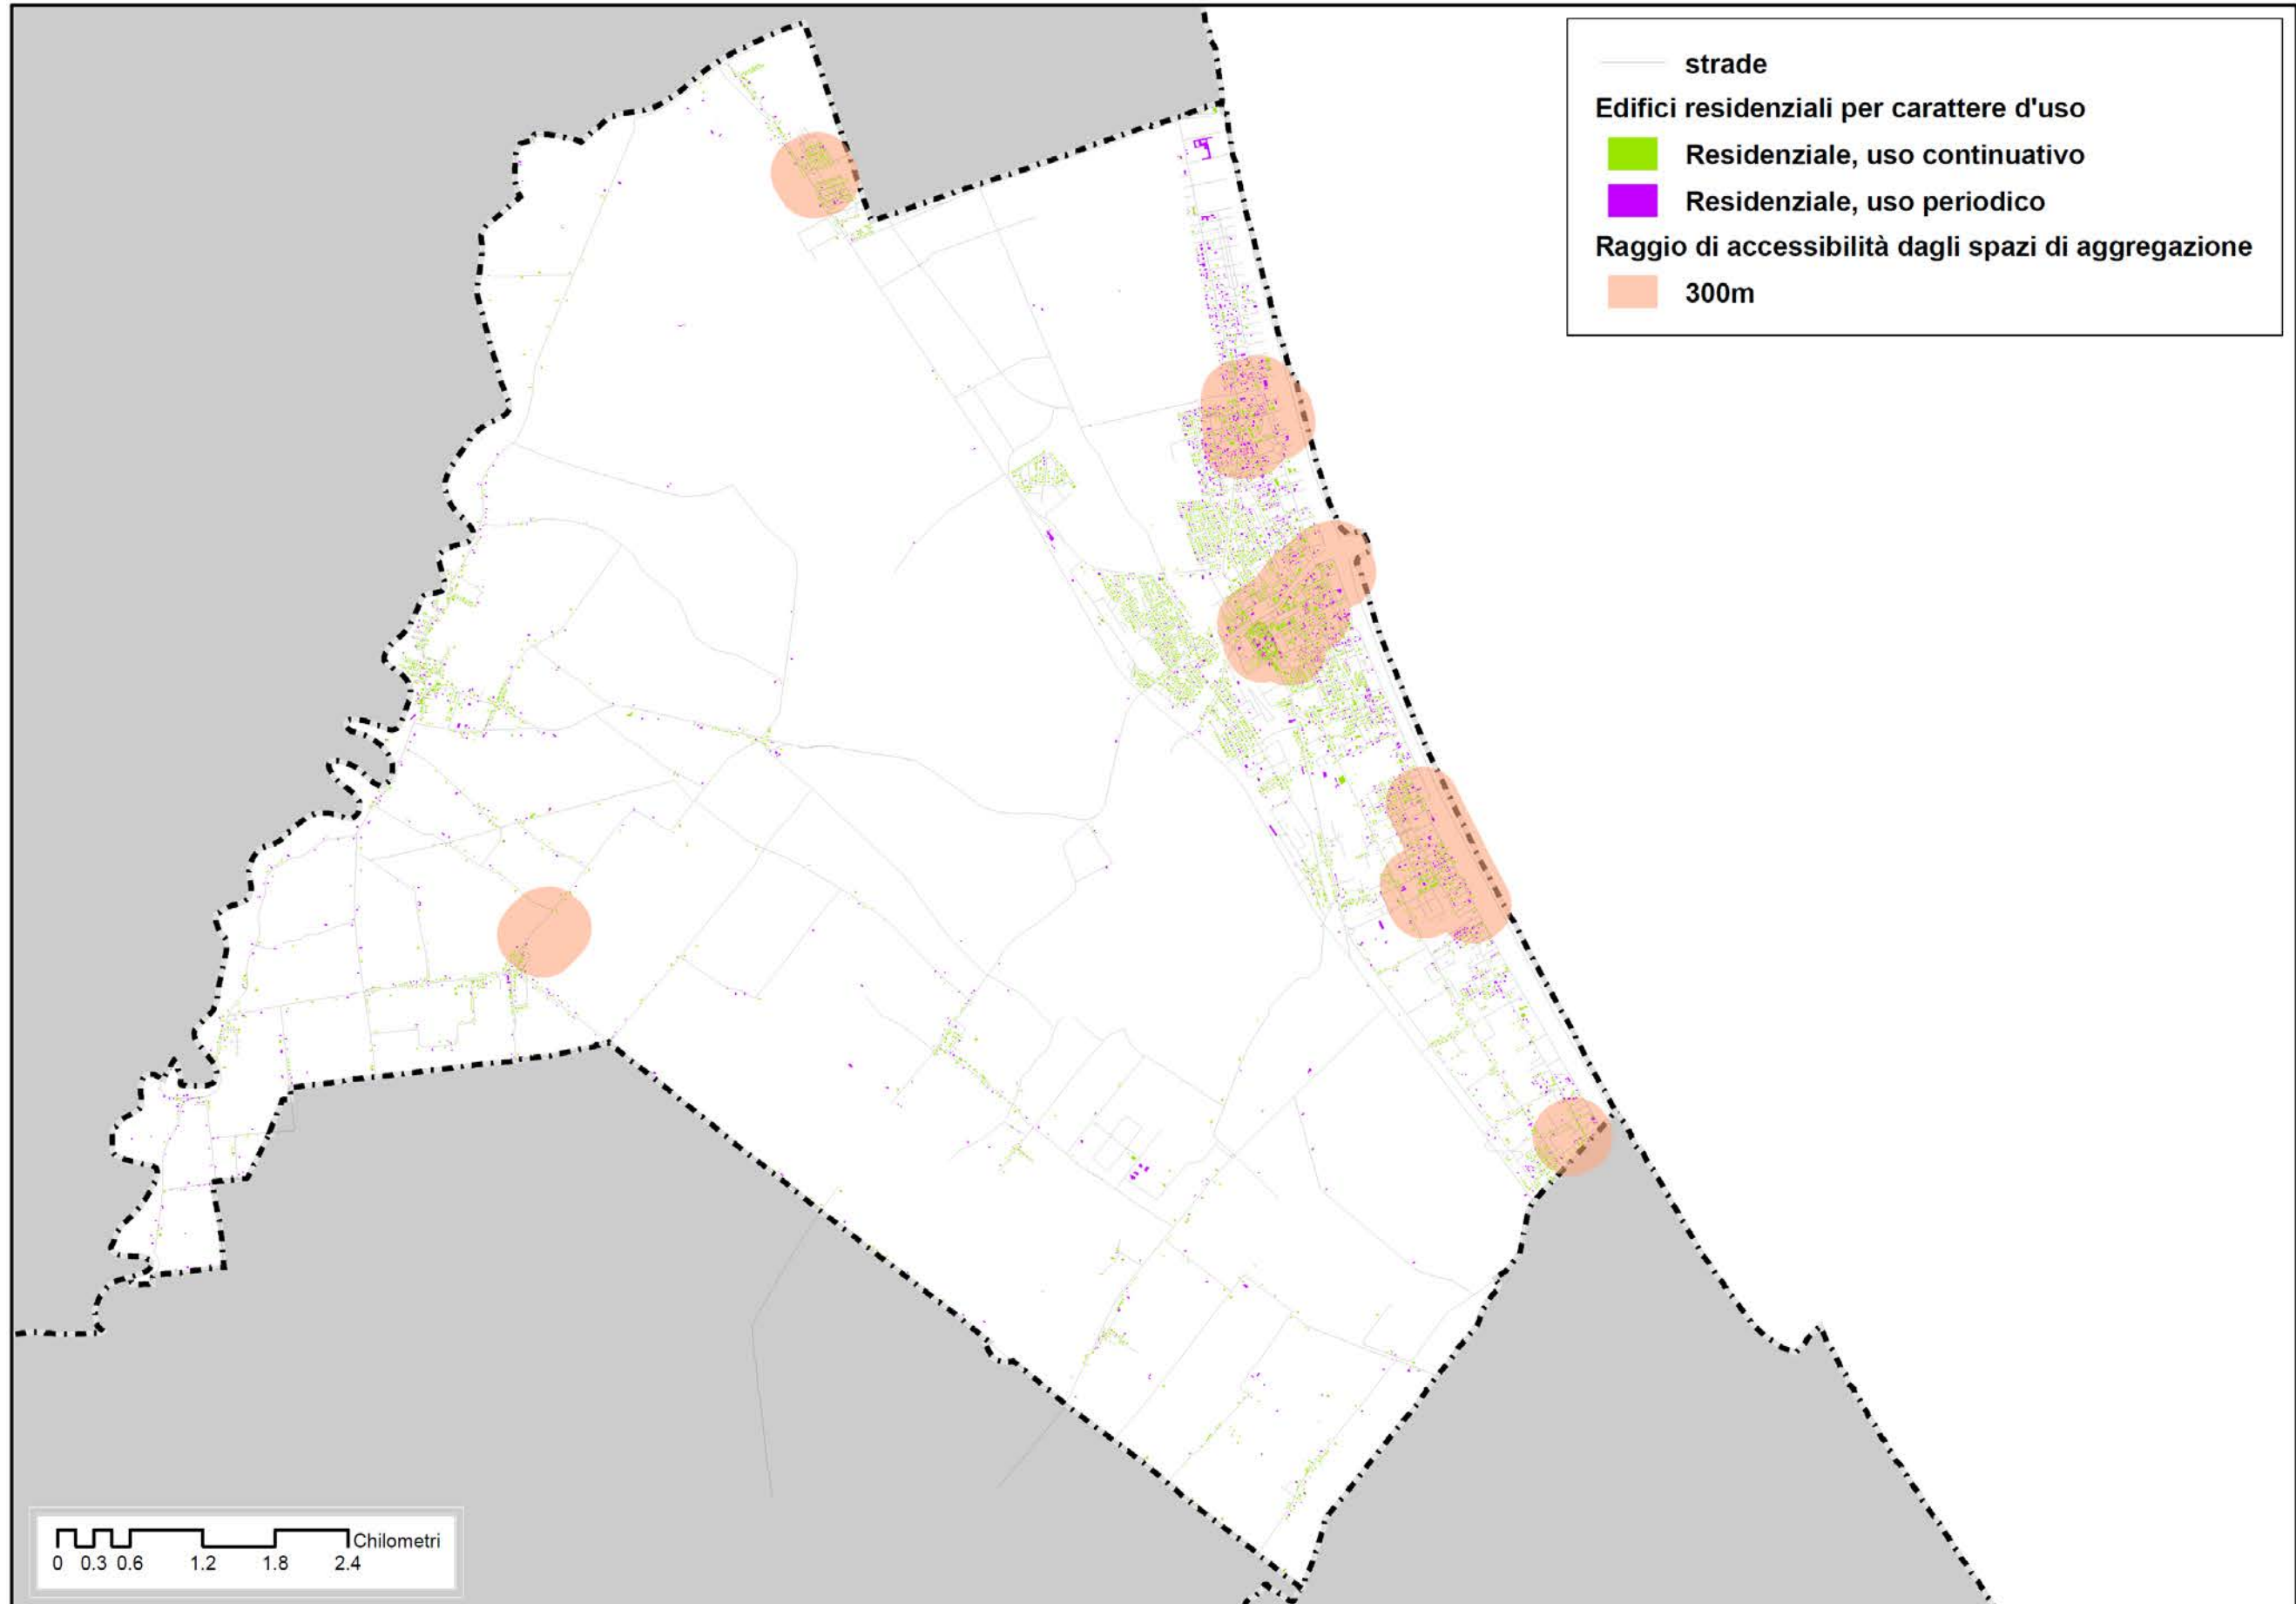 strade
Edifici residenziali per carattere d'uso
Residenziale, uso continuativo
Residenziale, uso periodico
Raggio di accessibilità dagli spazi di aggregazione
300m
Chilometri
0 0.3 0.6 1.2 1.8 2.4